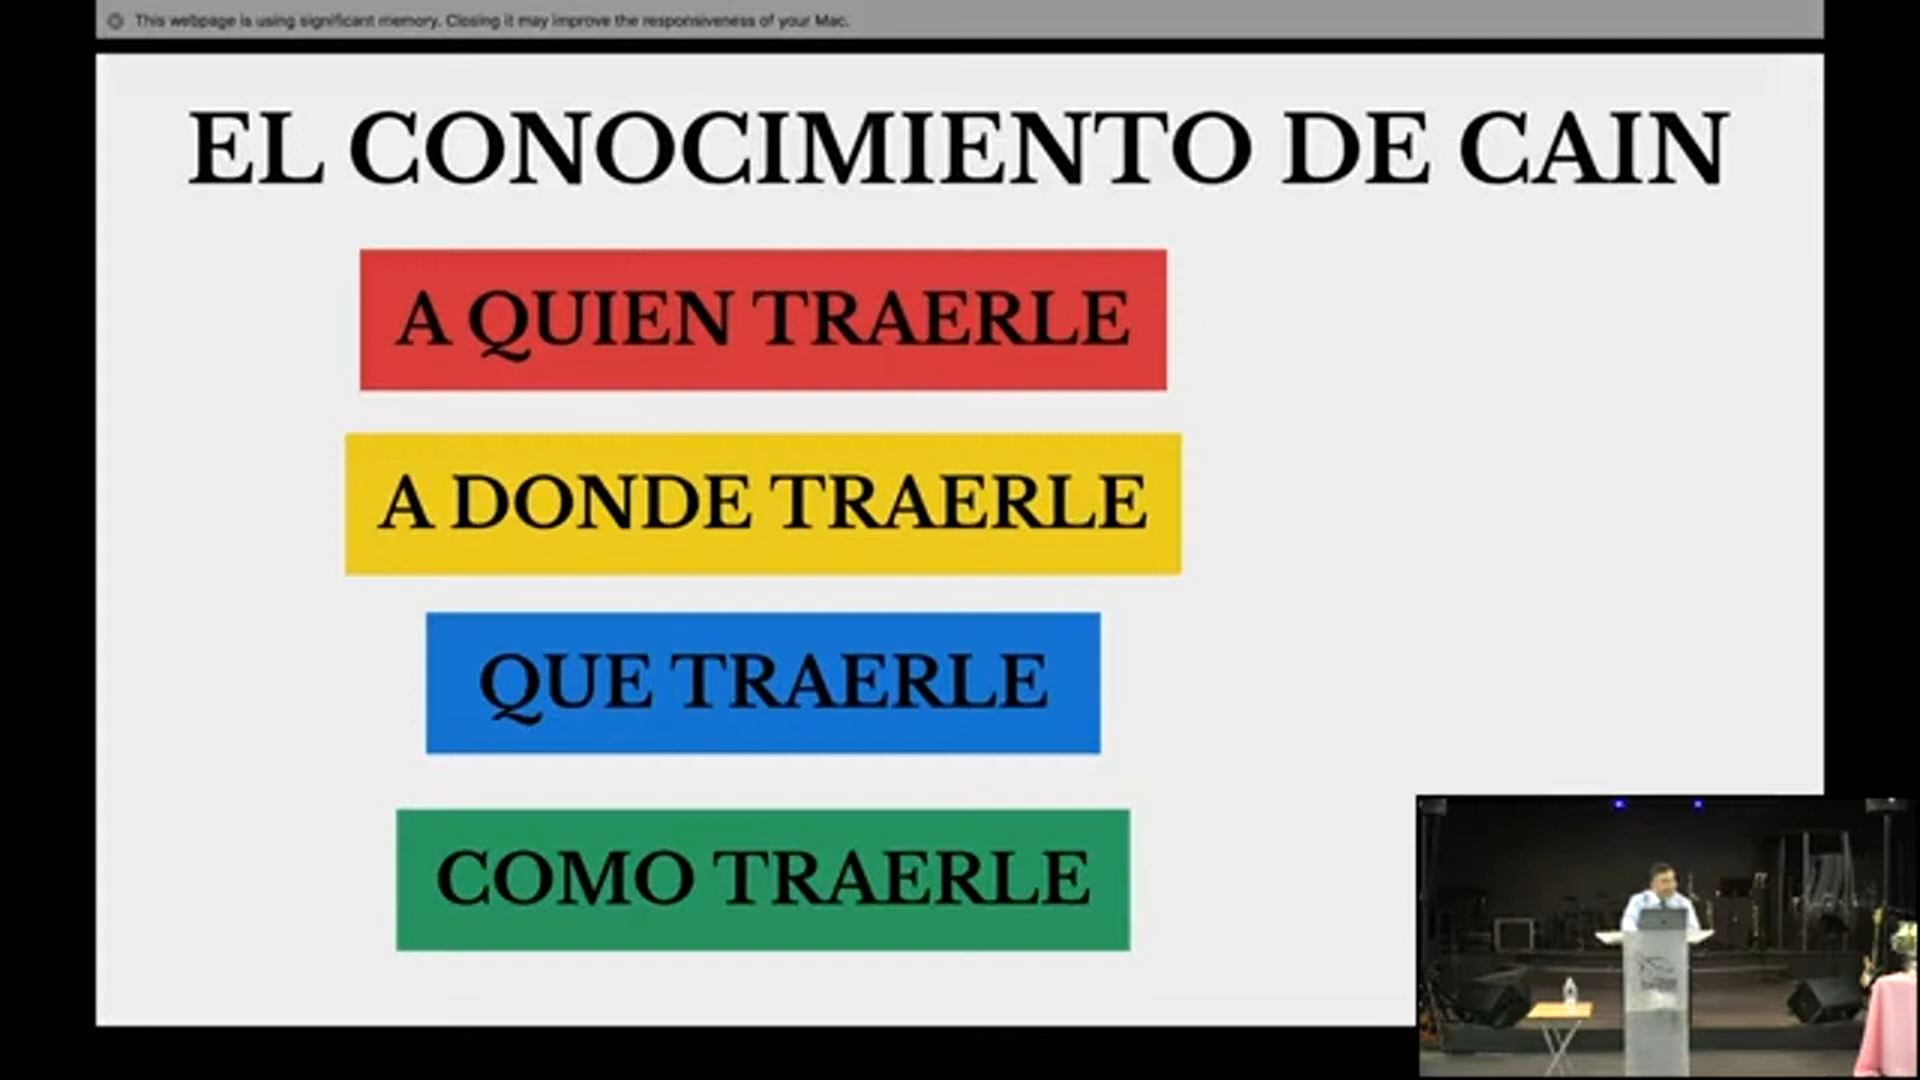 This webpage is using significant memory. Closing it may improve the responsiveness of your Mac.
EL CONOCIMIENTO DE CAIN
A QUIEN TRAERLE
A DONDE TRAERLE
QUE TRAERLE
COMO TRAERLE